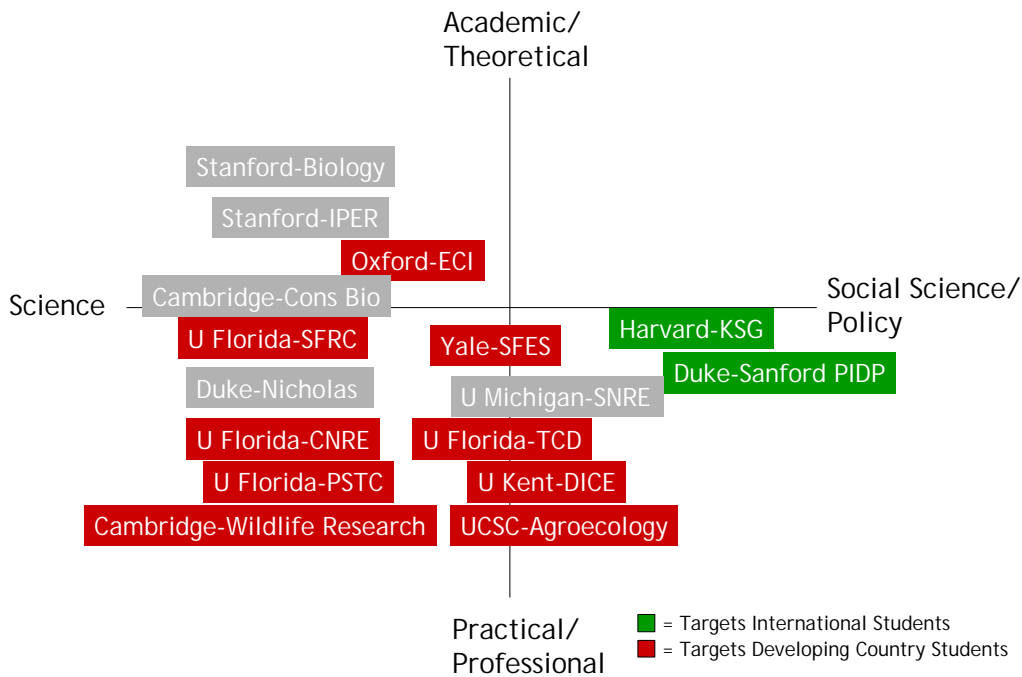 Academic/
Theoretical
Stanford-Biology
Stanford-IPER
Oxford-ECI
Cambridge-Cons Bio
Science
Social Science/
Policy
Harvard-KSG
U Florida-SFRC
Yale-SFES
Duke-Sanford PIDP
Duke-Nicholas
U Michigan-SNRE
U Florida-CNRE
U Florida-TCD
U Florida-PSTC
U Kent-DICE
Cambridge-Wildlife Research
UCSC-Agroecology
Practical/
Professional
= Targets International Students
= Targets Developing Country Students